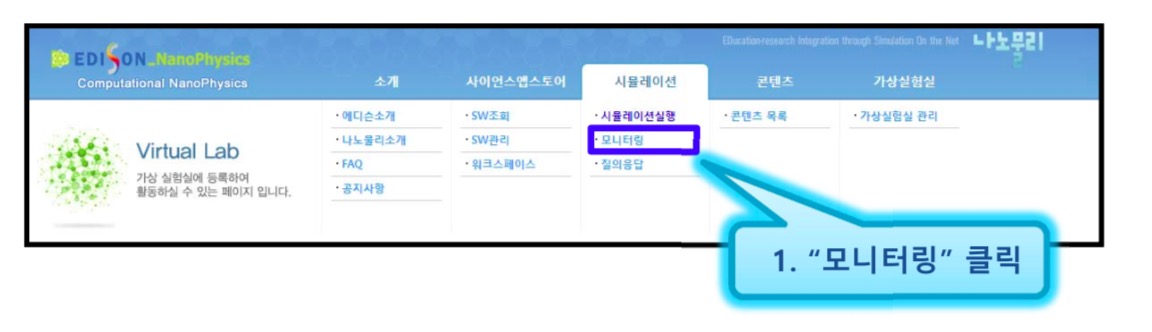 EDucation-research Integration through Simulation On the Net
나노물리
EDISON_NanoPhysics
Computational NanoPhysics
소개 사이언스앱스토어 시뮬레이션 콘텐츠 가상실험실
· 에디슨소개 · SW조회 · 시뮬레이션실행 · 콘텐츠 목록 · 가상실험실 관리
· 나노물리소개 · SW관리 · 모니터링
· FAQ · 워크스페이스 · 질의응답
· 공지사항
Virtual Lab
가상 실험실에 등록하여
활동하실 수 있는 페이지 입니다.
1. “모니터링” 클릭